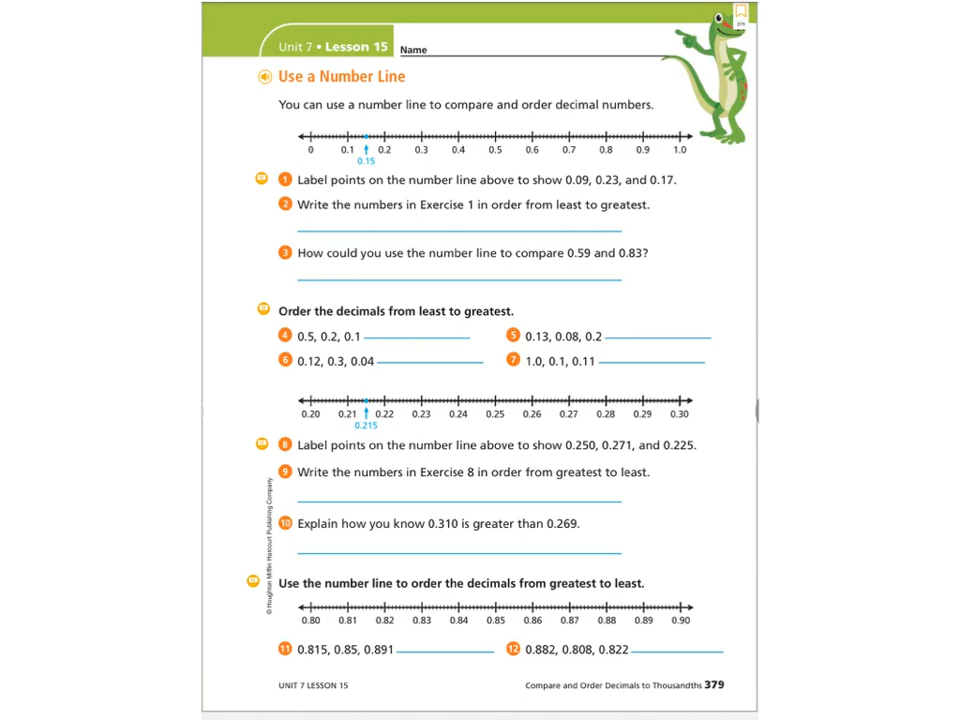 379
Unit 7 • Lesson 15 Name
Use a Number Line
You can use a number line to compare and order decimal numbers.
0 0.1 0.2 0.3 0.4 0.5 0.6 0.7 0.8 0.9 1.0
0.15
1 Label points on the number line above to show 0.09, 0.23, and 0.17.
2 Write the numbers in Exercise 1 in order from least to greatest.
3 How could you use the number line to compare 0.59 and 0.83?
Order the decimals from least to greatest.
4 0.5, 0.2, 0.1 5 0.13, 0.08, 0.2
6 0.12, 0.3, 0.04 7 1.0, 0.1, 0.11
0.20 0.21 0.22 0.23 0.24 0.25 0.26 0.27 0.28 0.29 0.30
0.215
8 Label points on the number line above to show 0.250, 0.271, and 0.225.
9 Write the numbers in Exercise 8 in order from greatest to least.
10 Explain how you know 0.310 is greater than 0.269.
© Houghton Mifflin Harcourt Publishing Company
Use the number line to order the decimals from greatest to least.
0.80 0.81 0.82 0.83 0.84 0.85 0.86 0.87 0.88 0.89 0.90
11 0.815, 0.85, 0.891 12 0.882, 0.808, 0.822
UNIT 7 LESSON 15 Compare and Order Decimals to Thousandths 379